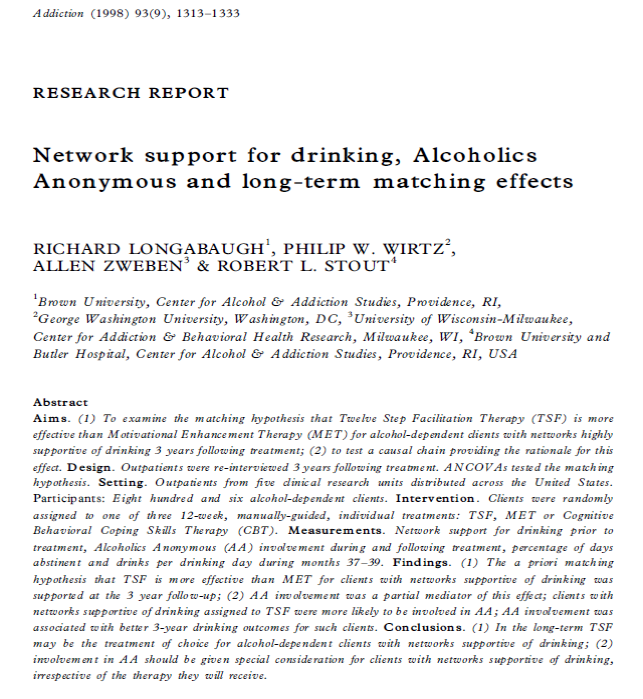 Addiction (1998) 93(9), 1313–1333
RESEARCH REPORT
Network support for drinking, Alcoholics
Anonymous and long-term matching effects
RICHARD LONGABAUGH1, PHILIP W. WIRTZ2,
ALLEN ZWEBEN3 & ROBERT L. STOUT4
1Brown University, Center for Alcohol & Addiction Studies, Providence, RI,
2George Washington University, Washington, DC, 3University of Wisconsin-Milwaukee,
Center for Addiction & Behavioral Health Research, Milwaukee, WI, 4Brown University and
Butler Hospital, Center for Alcohol & Addiction Studies, Providence, RI, USA
Abstract
Aims. (1) To examine the matching hypothesis that Twelve Step Facilitation Therapy (TSF) is more
effective than Motivational Enhancement Therapy (MET) for alcohol-dependent clients with networks highly
supportive of drinking 3 years following treatment; (2) to test a causal chain providing the rationale for this
effect. Design. Outpatients were re-interviewed 3 years following treatment. ANCOVAs tested the matching
hypothesis. Setting. Outpatients from five clinical research units distributed across the United States.
Participants: Eight hundred and six alcohol-dependent clients. Intervention. Clients were randomly
assigned to one of three 12-week, manually-guided, individual treatments: TSF, MET or Cognitive
Behavioral Coping Skills Therapy (CBT). Measurements. Network support for drinking prior to
treatment, Alcoholics Anonymous (AA) involvement during and following treatment, percentage of days
abstinent and drinks per drinking day during months 37–39. Findings. (1) The a priori matching
hypothesis that TSF is more effective than MET for clients with networks supportive of drinking was
supported at the 3 year follow-up; (2) AA involvement was a partial mediator of this effect; clients with
networks supportive of drinking assigned to TSF were more likely to be involved in AA; AA involvement was
associated with better 3-year drinking outcomes for such clients. Conclusions. (1) In the long-term TSF
may be the treatment of choice for alcohol-dependent clients with networks supportive of drinking; (2)
involvement in AA should be given special consideration for clients with networks supportive of drinking,
irrespective of the therapy they will receive.